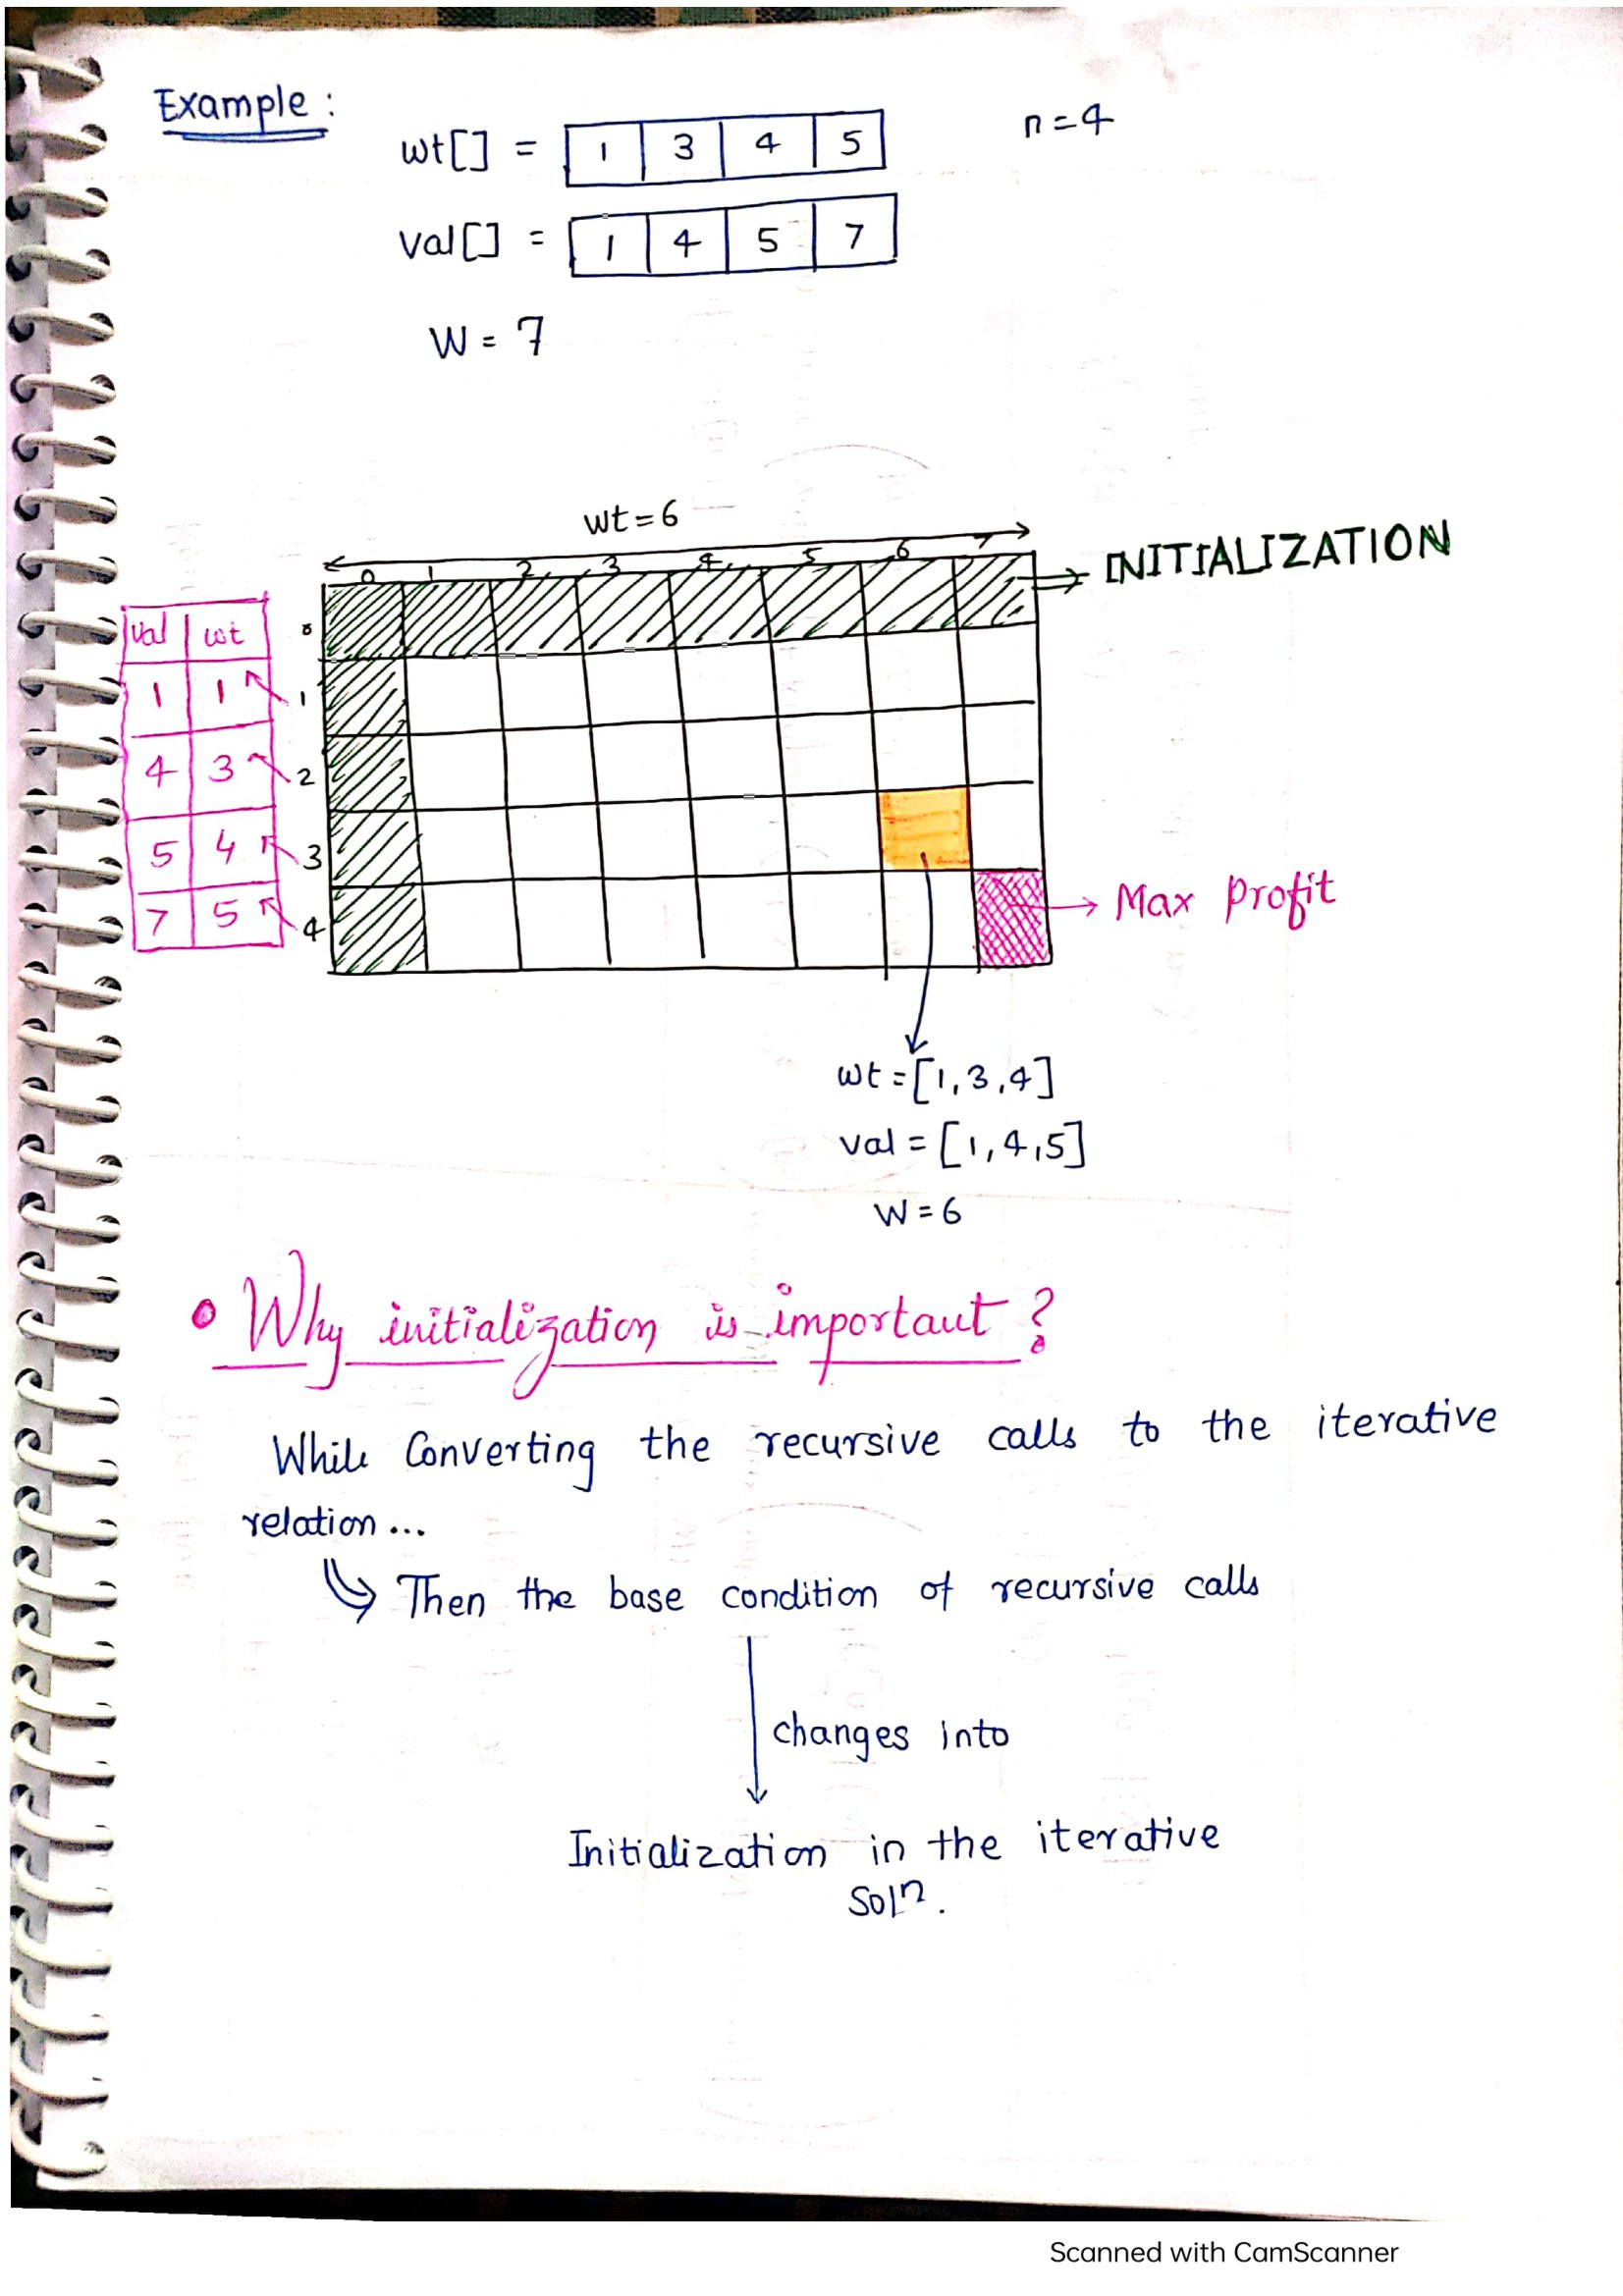 Example :
n=4
wt[] = 1 3 4 5
val[] = 1 4 5 7
W = 7
wt=6
0 1 2 3 4 5 6 7
INITIALIZATION
val wt 0
1 1 1
4 3 2
5 4 3
7 5 4
Max Profit
wt=[1,3,4]
val=[1,4,5]
W=6
• Why initialization is important ?
While Converting the recursive calls to the iterative
relation ...
Then the base condition of recursive calls
changes into
Initialization in the iterative
Solⁿ.
Scanned with CamScanner